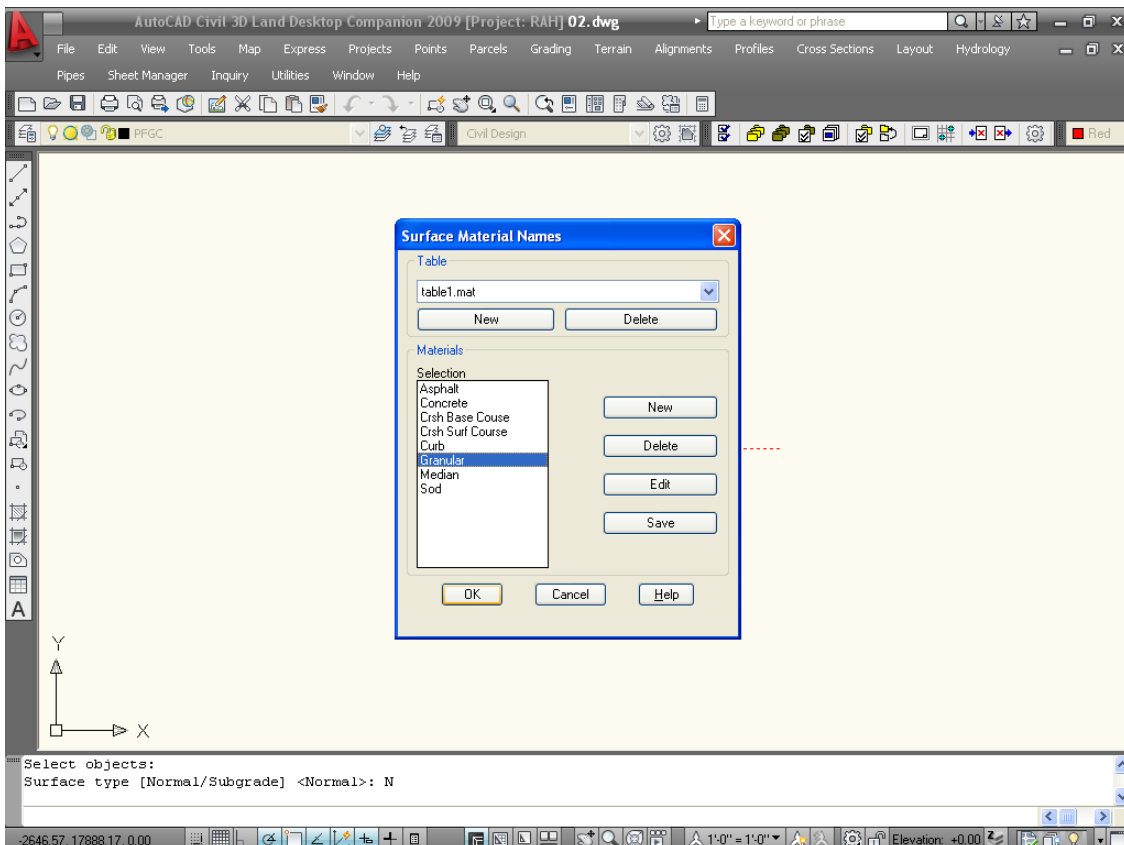 AutoCAD Civil 3D Land Desktop Companion 2009 [Project: RAH] 02.dwg
Type a keyword or phrase
File Edit View Tools Map Express Projects Points Parcels Grading Terrain Alignments Profiles Cross Sections Layout Hydrology
Pipes Sheet Manager Inquiry Utilities Window Help
PFGC
Civil Design
Red
Surface Material Names
Table
table1.mat
New Delete
Materials
Selection
Asphalt
Concrete
Crsh Base Couse
Crsh Surf Course
Curb
Granular
Median
Sod
New
Delete
Edit
Save
OK Cancel Help
A
Y
X
Select objects:
Surface type [Normal/Subgrade] <Normal>: N
-2646.57, 17888.17, 0.00 1'-0" = 1'-0" Elevation: +0.00